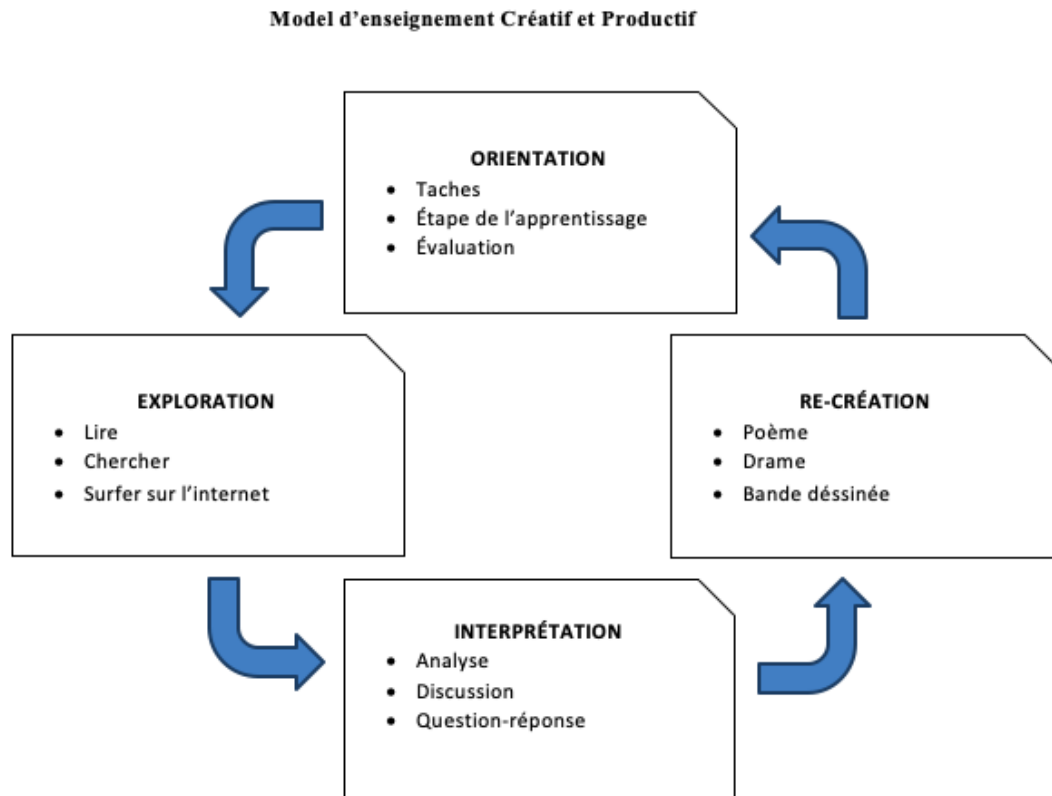 Model d’enseignement Créatif et Productif
ORIENTATION
• Taches
• Étape de l’apprentissage
• Évaluation
EXPLORATION
• Lire
• Chercher
• Surfer sur l’internet
RE-CRÉATION
• Poème
• Drame
• Bande déssinée
INTERPRÉTATION
• Analyse
• Discussion
• Question-réponse